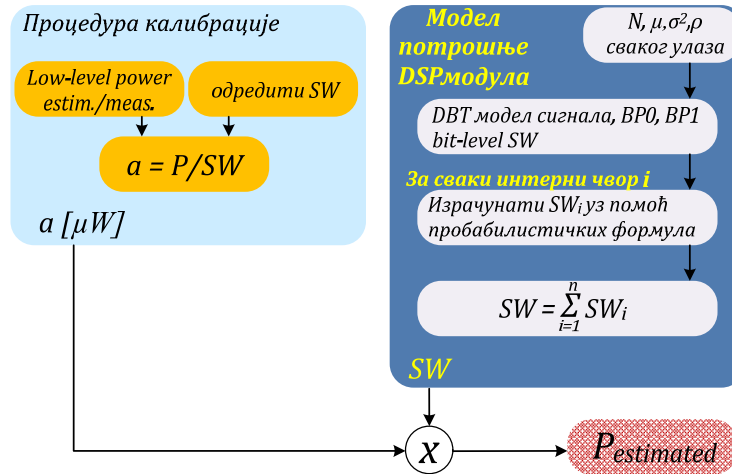 Процедура калибрације
Low-level power
estim./meas.
одредити SW
a = P/SW
a [μW]
Модел
потрошње
DSPмодула
N, μ,σ²,ρ
сваког улаза
DBT модел сигнала, BP0, BP1
bit-level SW
За сваки интерни чвор i
Израчунати SWᵢ уз помоћ
пробабилистичких формула
n
SW = Σ SWᵢ
i=1
SW
X
P estimated